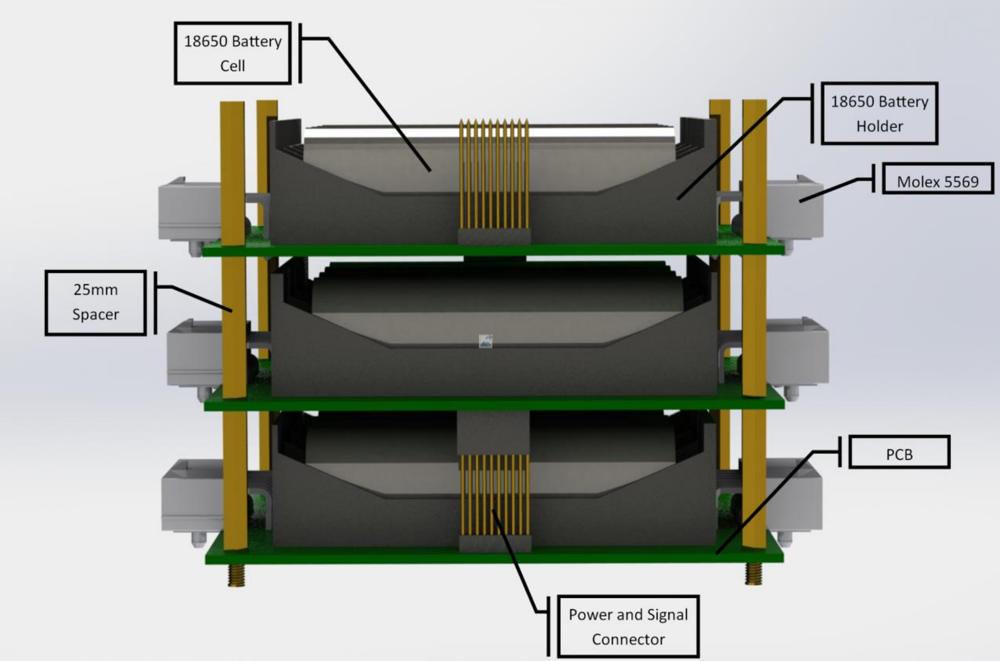 18650 Battery
Cell
18650 Battery
Holder
Molex 5569
25mm
Spacer
PCB
Power and Signal
Connector